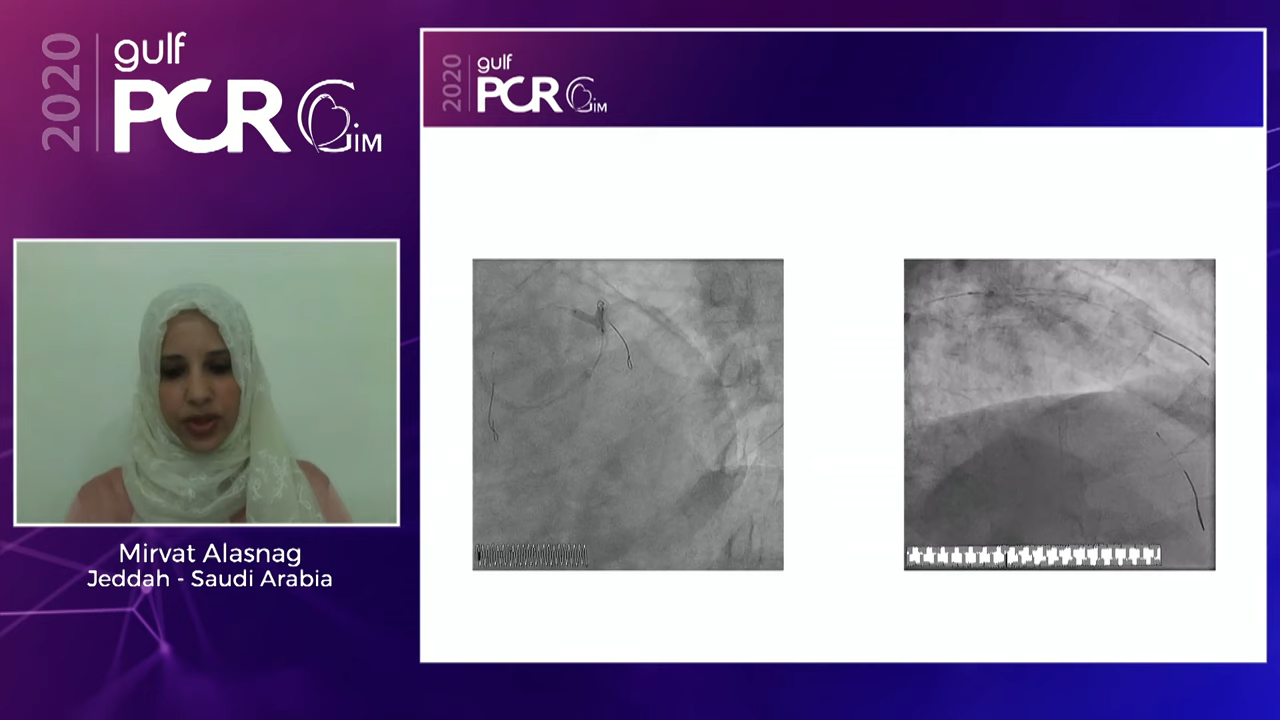 2020
gulf
PCR GIM
2020
gulf
PCR GIM
Mirvat Alasnag
Jeddah - Saudi Arabia